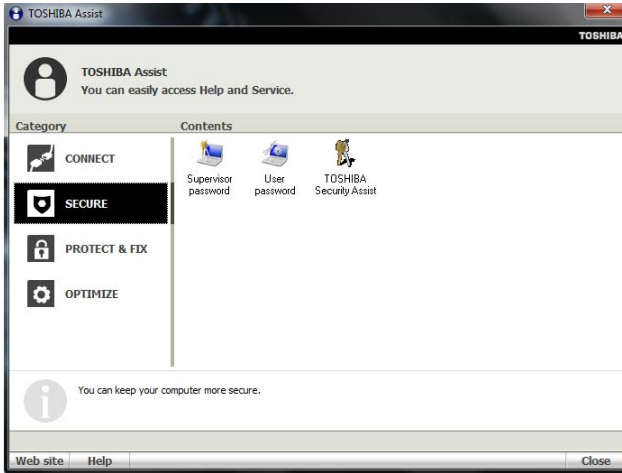 TOSHIBA Assist
TOSHIBA
TOSHIBA Assist
You can easily access Help and Service.
Category
Contents
CONNECT
SECURE
PROTECT & FIX
OPTIMIZE
Supervisor
password
User
password
TOSHIBA
Security Assist
You can keep your computer more secure.
Web site
Help
Close